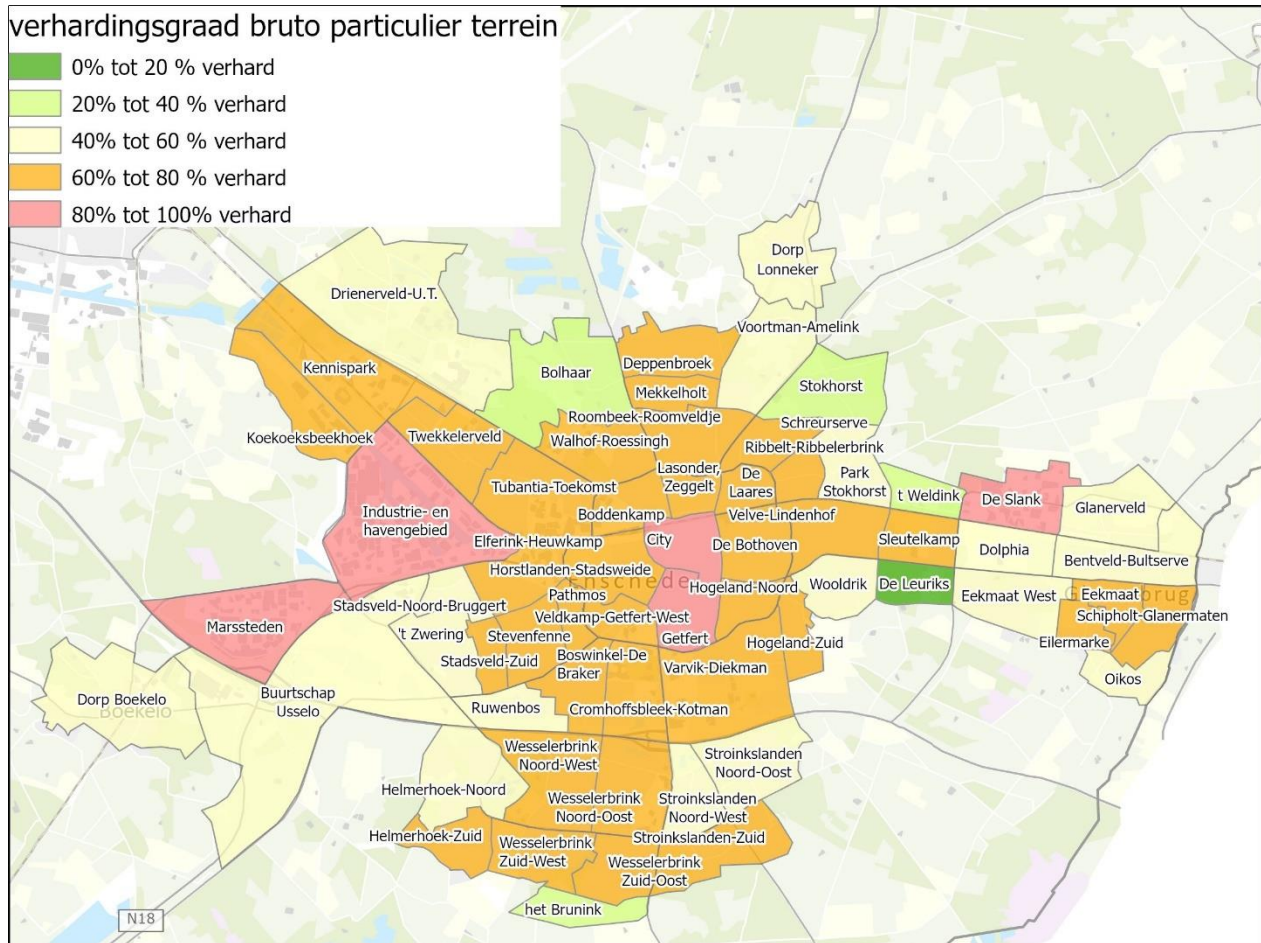 verhardingsgraad bruto particulier terrein
0% tot 20 % verhard
20% tot 40 % verhard
40% tot 60 % verhard
60% tot 80 % verhard
80% tot 100% verhard
Dorp
Lonneker
Drienerveld-U.T.
Voortman-Amelink
Deppenbroek
Kennispark
Bolhaar
Stokhorst
Mekkelholt
Roombeek-Roomveldje
Schreurserve
Koekoeksbeekhoek
Twekkelerveld
Walhof-Roessingh
Ribbelt-Ribbelerbrink
Lasonder,
Zeggelt
De
Laares
Park
Stokhorst
Tubantia-Toekomst
t Weldink
De Slank
Glanerveld
Industrie- en
havengebied
Boddenkamp
Velve-Lindenhof
Elferink-Heuwkamp
City
De Bothoven
Sleutelkamp
Dolphia
Bentveld-Bultserve
Horstlanden-Stadsweide
Enschede
Hogeland-Noord
Wooldrik
De Leuriks
Eekmaat West
Eekmaat
brug
Pathmos
Stadsveld-Noord-Bruggert
Veldkamp-Getfert-West
Schipholt-Glanermaten
Marssteden
't Zwering
Stevenfenne
Getfert
Hogeland-Zuid
Eilermarke
Stadsveld-Zuid
Boswinkel-De
Braker
Varvik-Diekman
Oikos
Dorp Boekelo
Boekelo
Buurtschap
Usselo
Ruwenbos
Cromhoffsbleek-Kotman
Wesselerbrink
Noord-West
Stroinkslanden
Noord-Oost
Helmerhoek-Noord
Wesselerbrink
Noord-Oost
Stroinkslanden
Noord-West
Helmerhoek-Zuid
Wesselerbrink
Zuid-West
Stroinkslanden-Zuid
Wesselerbrink
Zuid-Oost
het Brunink
N18